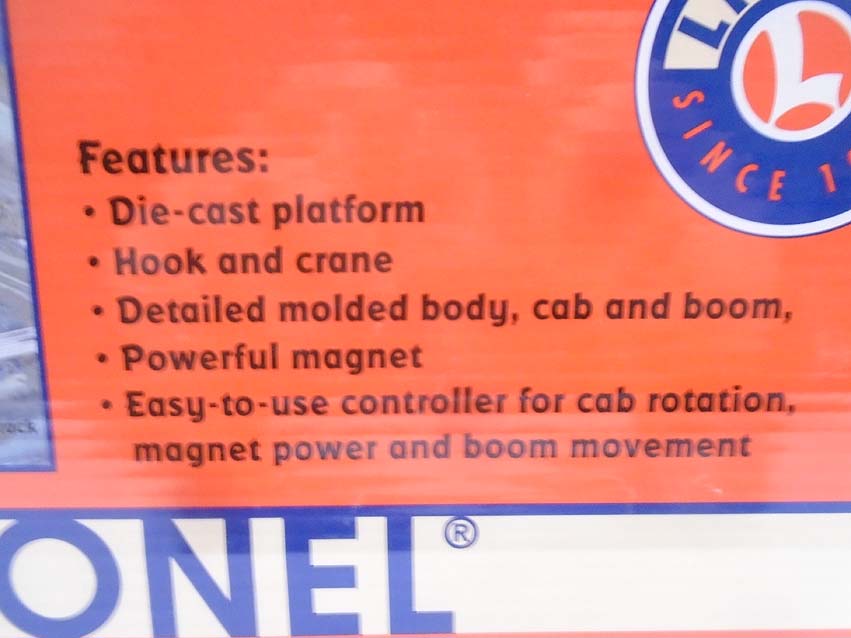 SINCE 1
Features:
• Die-cast platform
• Hook and crane
• Detailed molded body, cab and boom,
• Powerful magnet
• Easy-to-use controller for cab rotation,
magnet power and boom movement
ONEL®